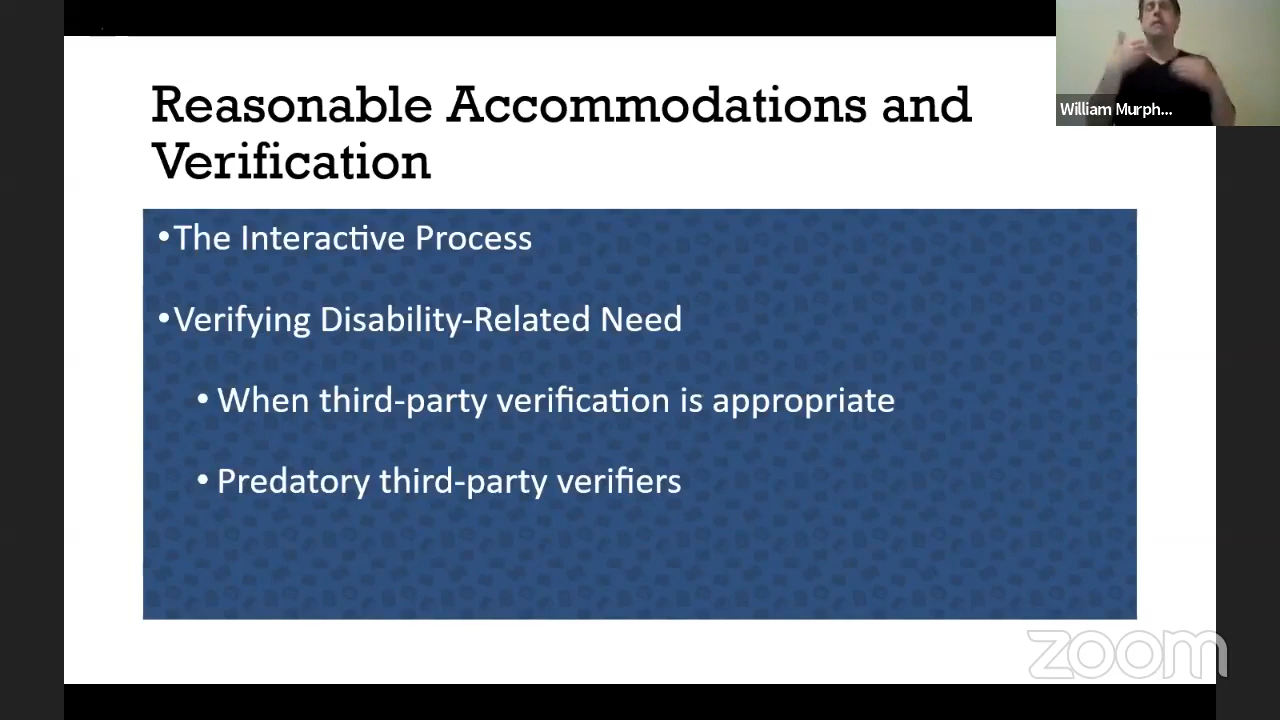 William Murph...
Reasonable Accommodations and
Verification
•The Interactive Process
•Verifying Disability-Related Need
• When third-party verification is appropriate
• Predatory third-party verifiers
zoom